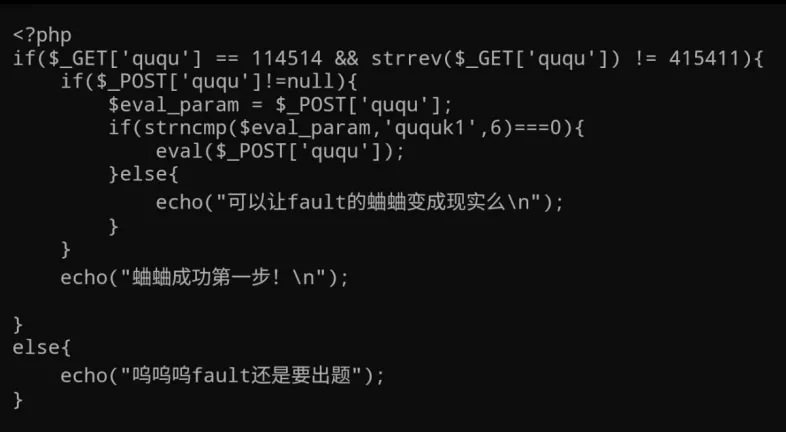 <?php
if($_GET['ququ'] == 114514 && strrev($_GET['ququ']) != 415411){
    if($_POST['ququ']!=null){
        $eval_param = $_POST['ququ'];
        if(strncmp($eval_param,'ququk1',6)===0){
            eval($_POST['ququ']);
        }else{
            echo("可以让fault的蛐蛐变成现实么\n");
        }
    }
    echo("蛐蛐成功第一步！\n");
}
else{
    echo("呜呜呜fault还是要出题");
}